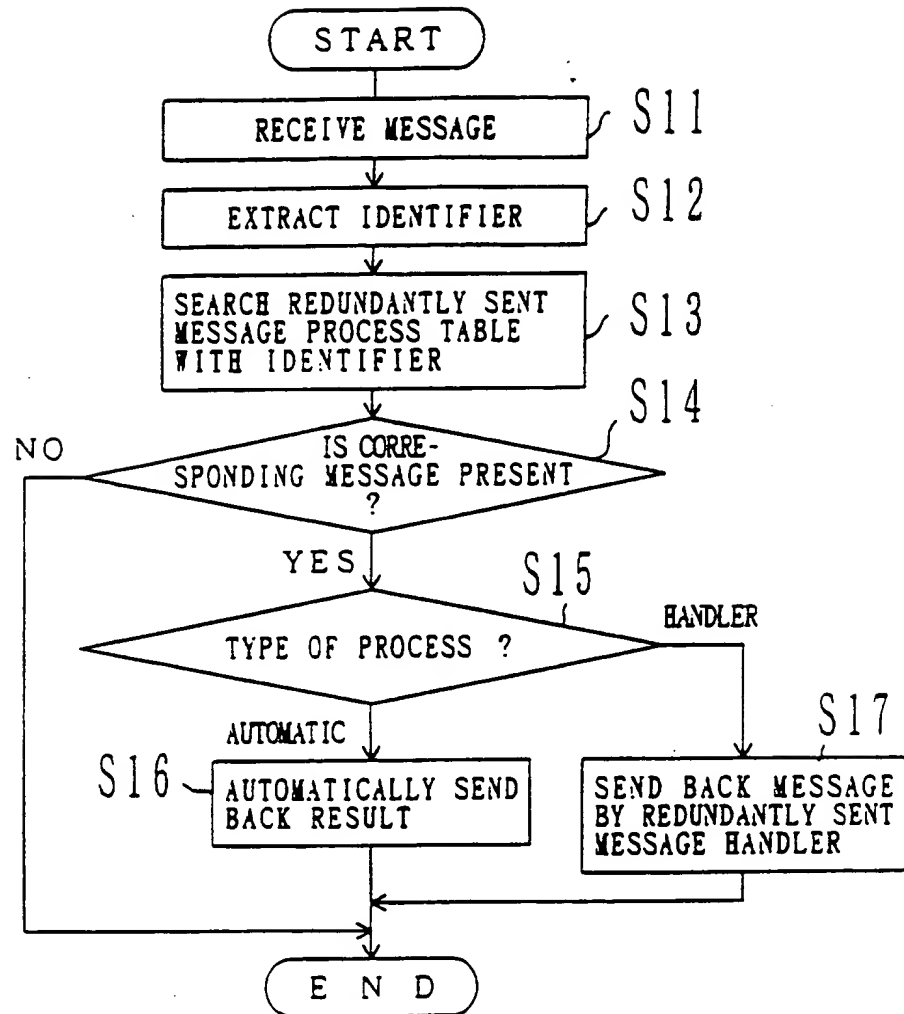 START
RECEIVE MESSAGE
S11
EXTRACT IDENTIFIER
S12
SEARCH REDUNDANTLY SENT
MESSAGE PROCESS TABLE
WITH IDENTIFIER
S13
S14
NO
IS CORRE-
SPONDING MESSAGE PRESENT
?
YES
S15
TYPE OF PROCESS ?
HANDLER
AUTOMATIC
S16
AUTOMATICALLY SEND
BACK RESULT
S17
SEND BACK MESSAGE
BY REDUNDANTLY SENT
MESSAGE HANDLER
END